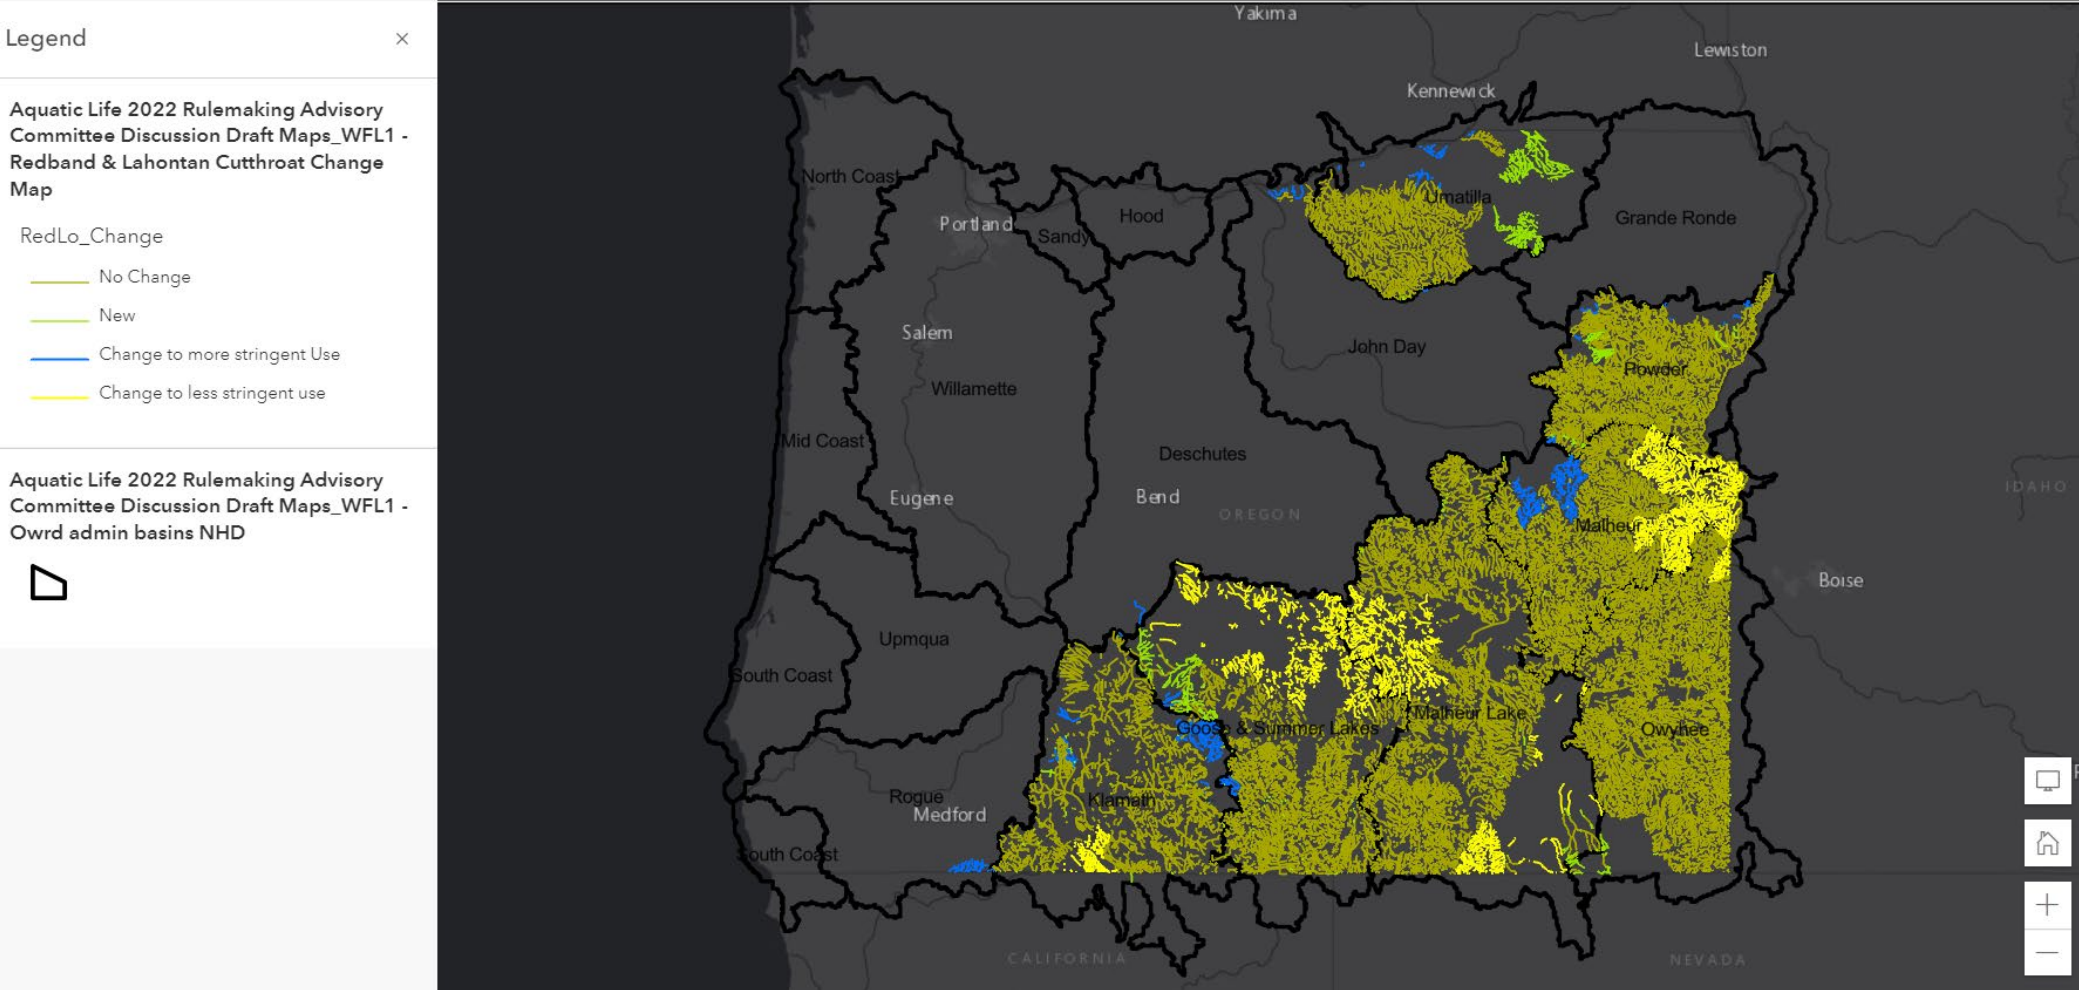 Legend
Aquatic Life 2022 Rulemaking Advisory
Committee Discussion Draft Maps_WFL1 -
Redband & Lahontan Cutthroat Change
Map
RedLo_Change
No Change
New
Change to more stringent Use
Change to less stringent use
Aquatic Life 2022 Rulemaking Advisory
Committee Discussion Draft Maps_WFL1 -
Owrd admin basins NHD
Yakima
Lewiston
Kennewick
North Coast
Umatilla
Hood
Grande Ronde
Portland
Sandy
Salem
John Day
Powder
Willamette
Mid Coast
Deschutes
IDAHO
Eugene
Bend
OREGON
Malheur
Boise
Upmqua
South Coast
Malheur Lake
Goose & Summer Lakes
Owyhee
Rogue
Klamath
Medford
South Coast
CALIFORNIA
NEVADA